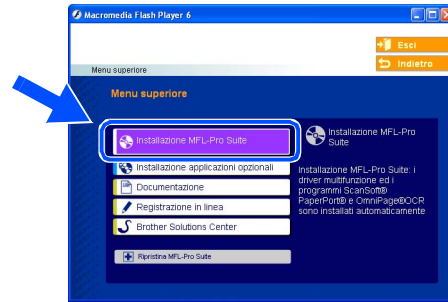 Macromedia Flash Player 6
Esci
Indietro
Menu superiore
Menu superiore
Installazione MFL-Pro Suite
Installazione applicazioni opzionali
Documentazione
Registrazione in linea
Brother Solutions Center
Ripristina MFL-Pro Suite
Installazione MFL-Pro
Suite
Installazione MFL-Pro Suite: i
driver multifunzione ed i
programmi ScanSoft®
PaperPort® e OmniPage®OCR
sono installati automaticamente